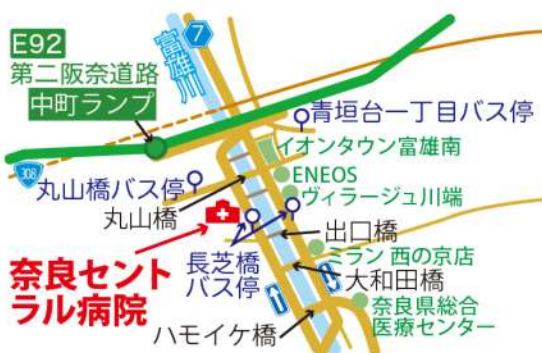 E92
第二阪奈道路
中町ランプ
7
富雄川
青垣台一丁目バス停
イオンタウン富雄南
ENEOS
ヴィラージュ川端
308
丸山橋バス停
丸山橋
出口橋
ミラン 西の京店
大和田橋
奈良セント
ラル病院
長芝橋
バス停
奈良県総合
医療センター
ハモイケ橋